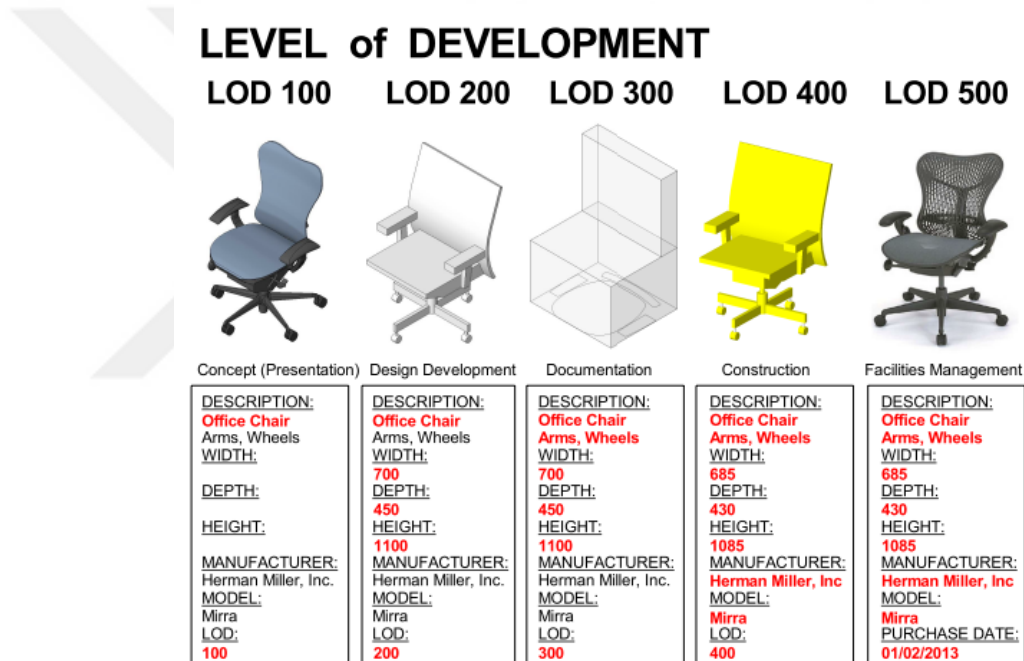 LEVEL of DEVELOPMENT
LOD 100
LOD 200
LOD 300
LOD 400
LOD 500
Concept (Presentation)
Design Development
Documentation
Construction
Facilities Management
DESCRIPTION:
Office Chair
Arms, Wheels
WIDTH:
DEPTH:
HEIGHT:
MANUFACTURER:
Herman Miller, Inc.
MODEL:
Mirra
LOD:
100
DESCRIPTION:
Office Chair
Arms, Wheels
WIDTH:
700
DEPTH:
450
HEIGHT:
1100
MANUFACTURER:
Herman Miller, Inc.
MODEL:
Mirra
LOD:
200
DESCRIPTION:
Office Chair
Arms, Wheels
WIDTH:
700
DEPTH:
450
HEIGHT:
1100
MANUFACTURER:
Herman Miller, Inc.
MODEL:
Mirra
LOD:
300
DESCRIPTION:
Office Chair
Arms, Wheels
WIDTH:
685
DEPTH:
430
HEIGHT:
1085
MANUFACTURER:
Herman Miller, Inc
MODEL:
Mirra
LOD:
400
DESCRIPTION:
Office Chair
Arms, Wheels
WIDTH:
685
DEPTH:
430
HEIGHT:
1085
MANUFACTURER:
Herman Miller, Inc
MODEL:
Mirra
PURCHASE DATE:
01/02/2013